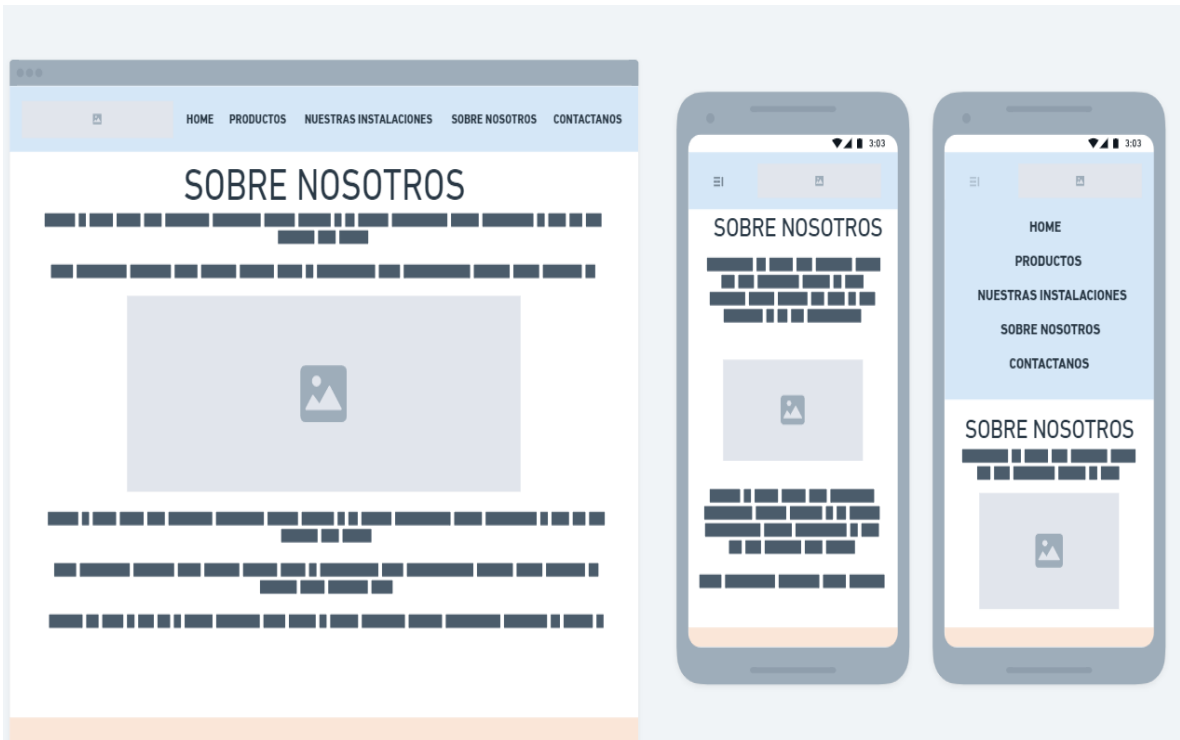 HOME PRODUCTOS NUESTRAS INSTALACIONES SOBRE NOSOTROS CONTACTANOS
SOBRE NOSOTROS
3:03
SOBRE NOSOTROS
3:03
HOME
PRODUCTOS
NUESTRAS INSTALACIONES
SOBRE NOSOTROS
CONTACTANOS
SOBRE NOSOTROS